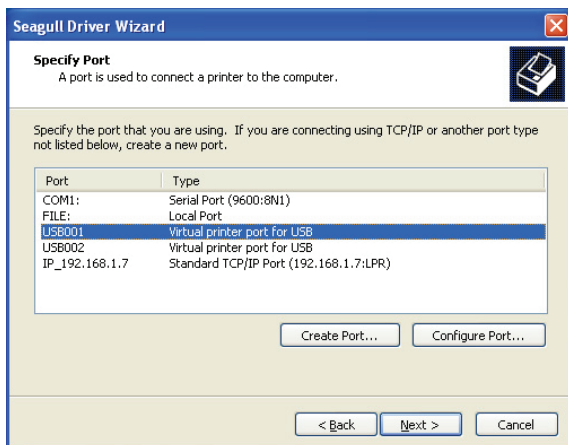 Seagull Driver Wizard
Specify Port
A port is used to connect a printer to the computer.
Specify the port that you are using. If you are connecting using TCP/IP or another port type
not listed below, create a new port.
Port Type
COM1: Serial Port (9600:8N1)
FILE: Local Port
USB001 Virtual printer port for USB
USB002 Virtual printer port for USB
IP_192.168.1.7 Standard TCP/IP Port (192.168.1.7:LPR)
Create Port... Configure Port...
< Back Next > Cancel